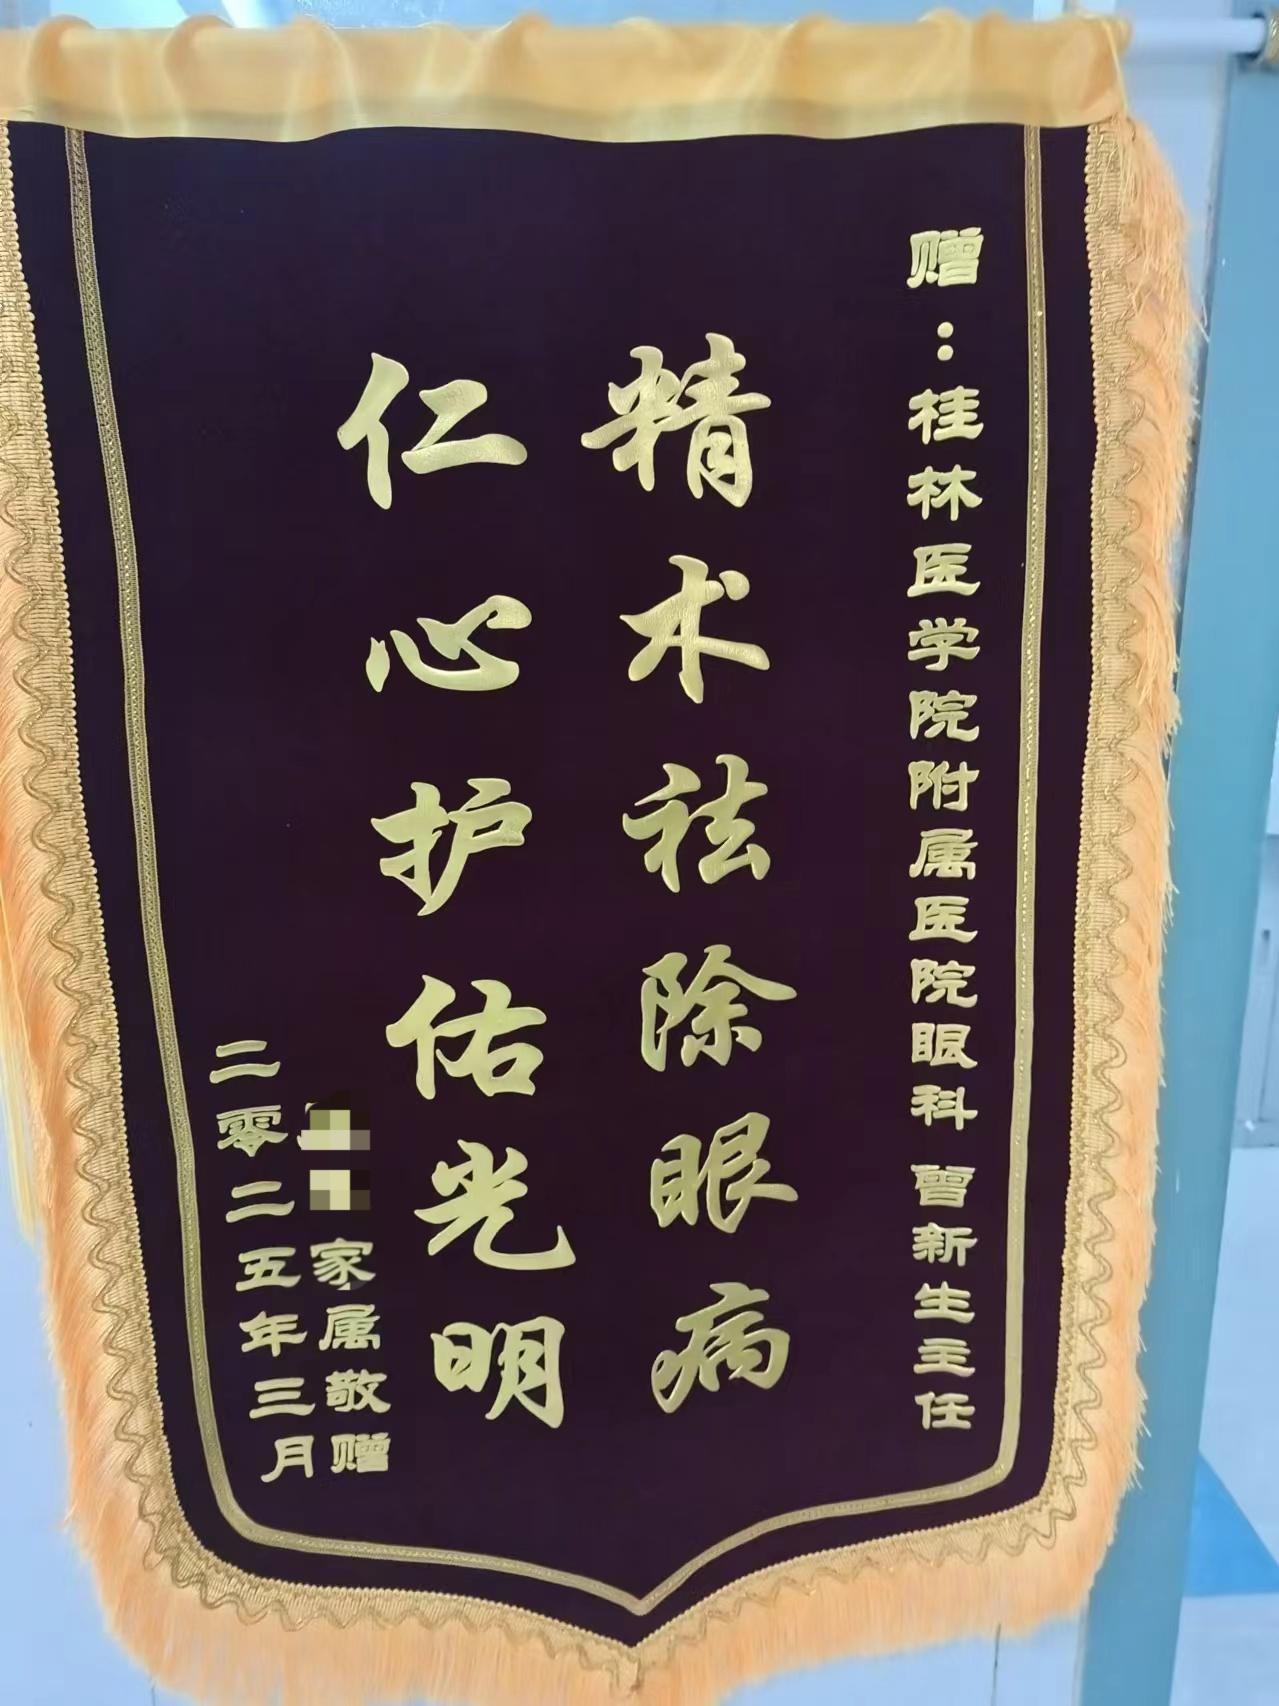 赠：桂林医学院附属医院眼科 曾新生主任
精术祛除眼病
仁心护佑光明
家属敬赠
二零二五年三月